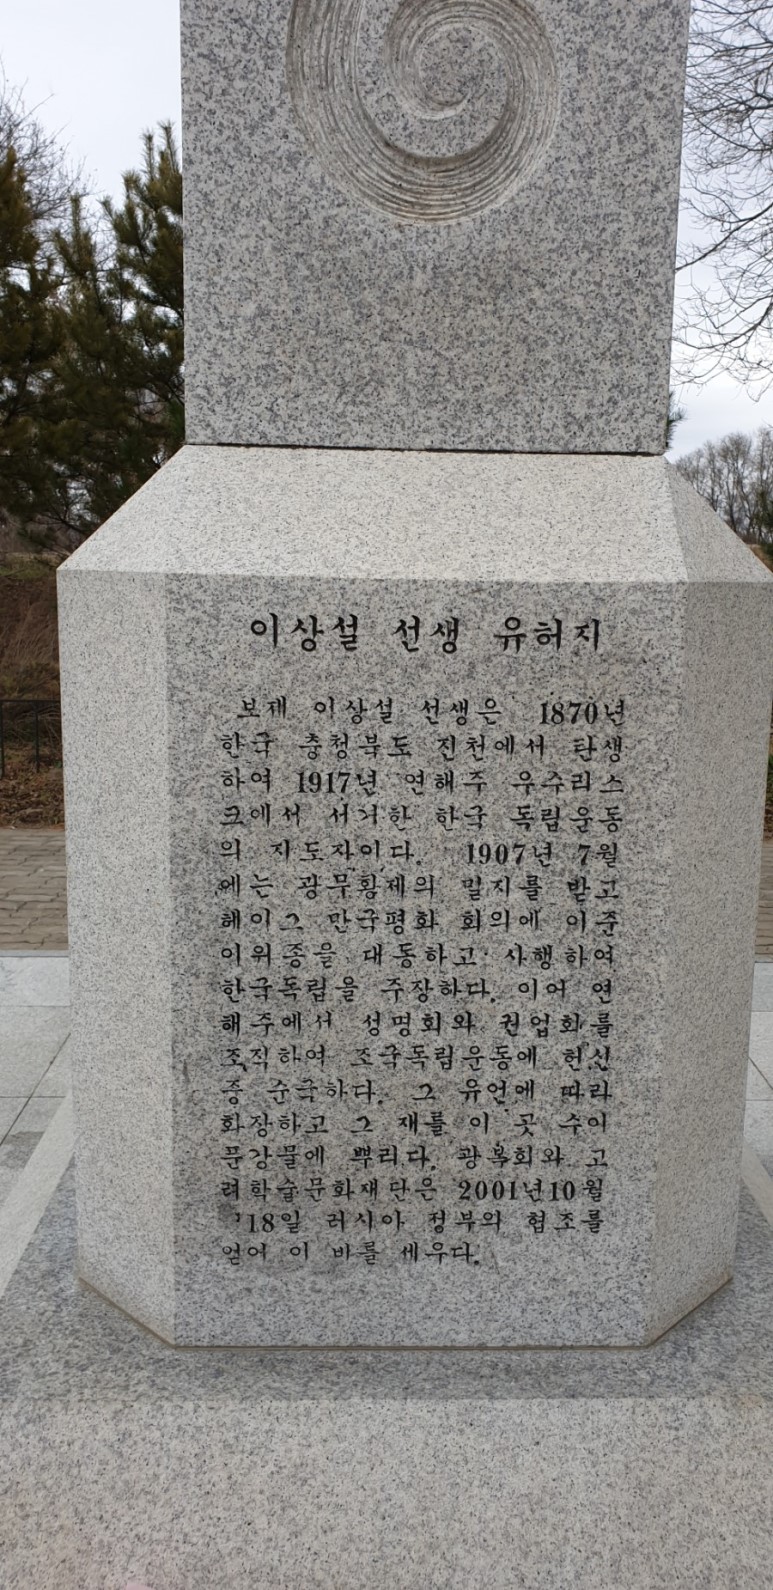 이상설 선생 유허지
보재 이상설 선생은 1870년
한국 충청북도 진천에서 탄생
하여 1917년 연해주 우수리스
크에서 서거한 한국 독립운동
의 지도자이다. 1907년 7월
에는 광무황제의 밀지를 받고
헤이그 만국평화 회의에 이준
이위종을 대동하고 사행하여
한국독립을 주장하다. 이어 연
해주에서 성명회와 권업회를
조직하여 조국독립운동에 헌신
중 순국하다. 그 유언에 따라
화장하고 그 재를 이 곳 수이
푼강물에 뿌리다. 광복회와 고
려학술문화재단은 2001년10월
18일 러시아 정부의 협조를
얻어 이 비를 세우다.